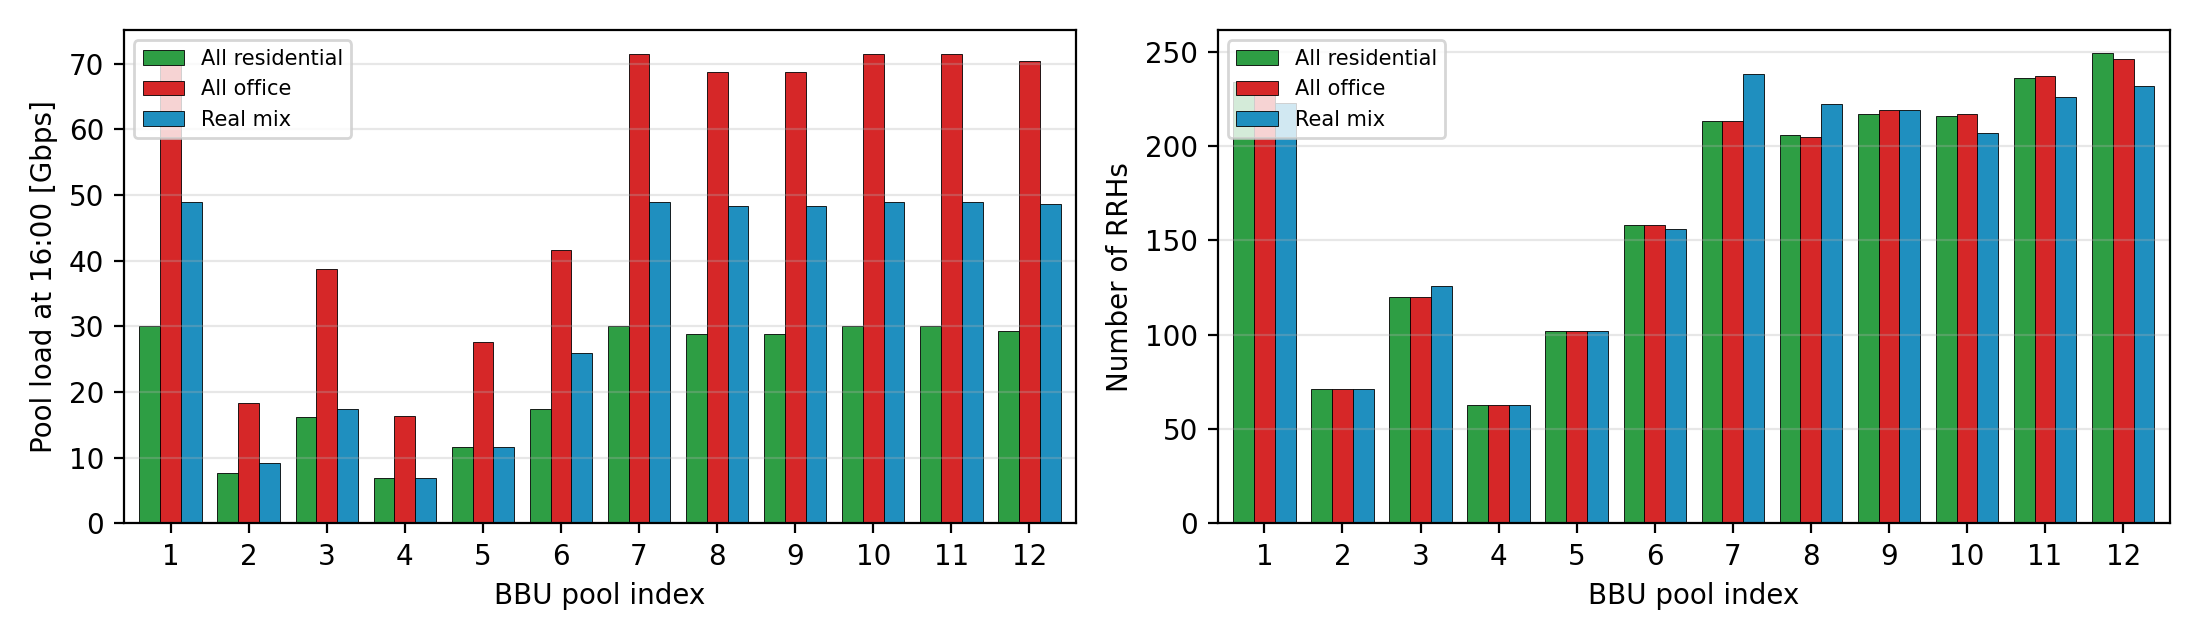 All residential
All office
Real mix
Pool load at 16:00 [Gbps]
70
60
50
40
30
20
10
0
1 2 3 4 5 6 7 8 9 10 11 12
BBU pool index
All residential
All office
Real mix
Number of RRHs
250
200
150
100
50
0
1 2 3 4 5 6 7 8 9 10 11 12
BBU pool index